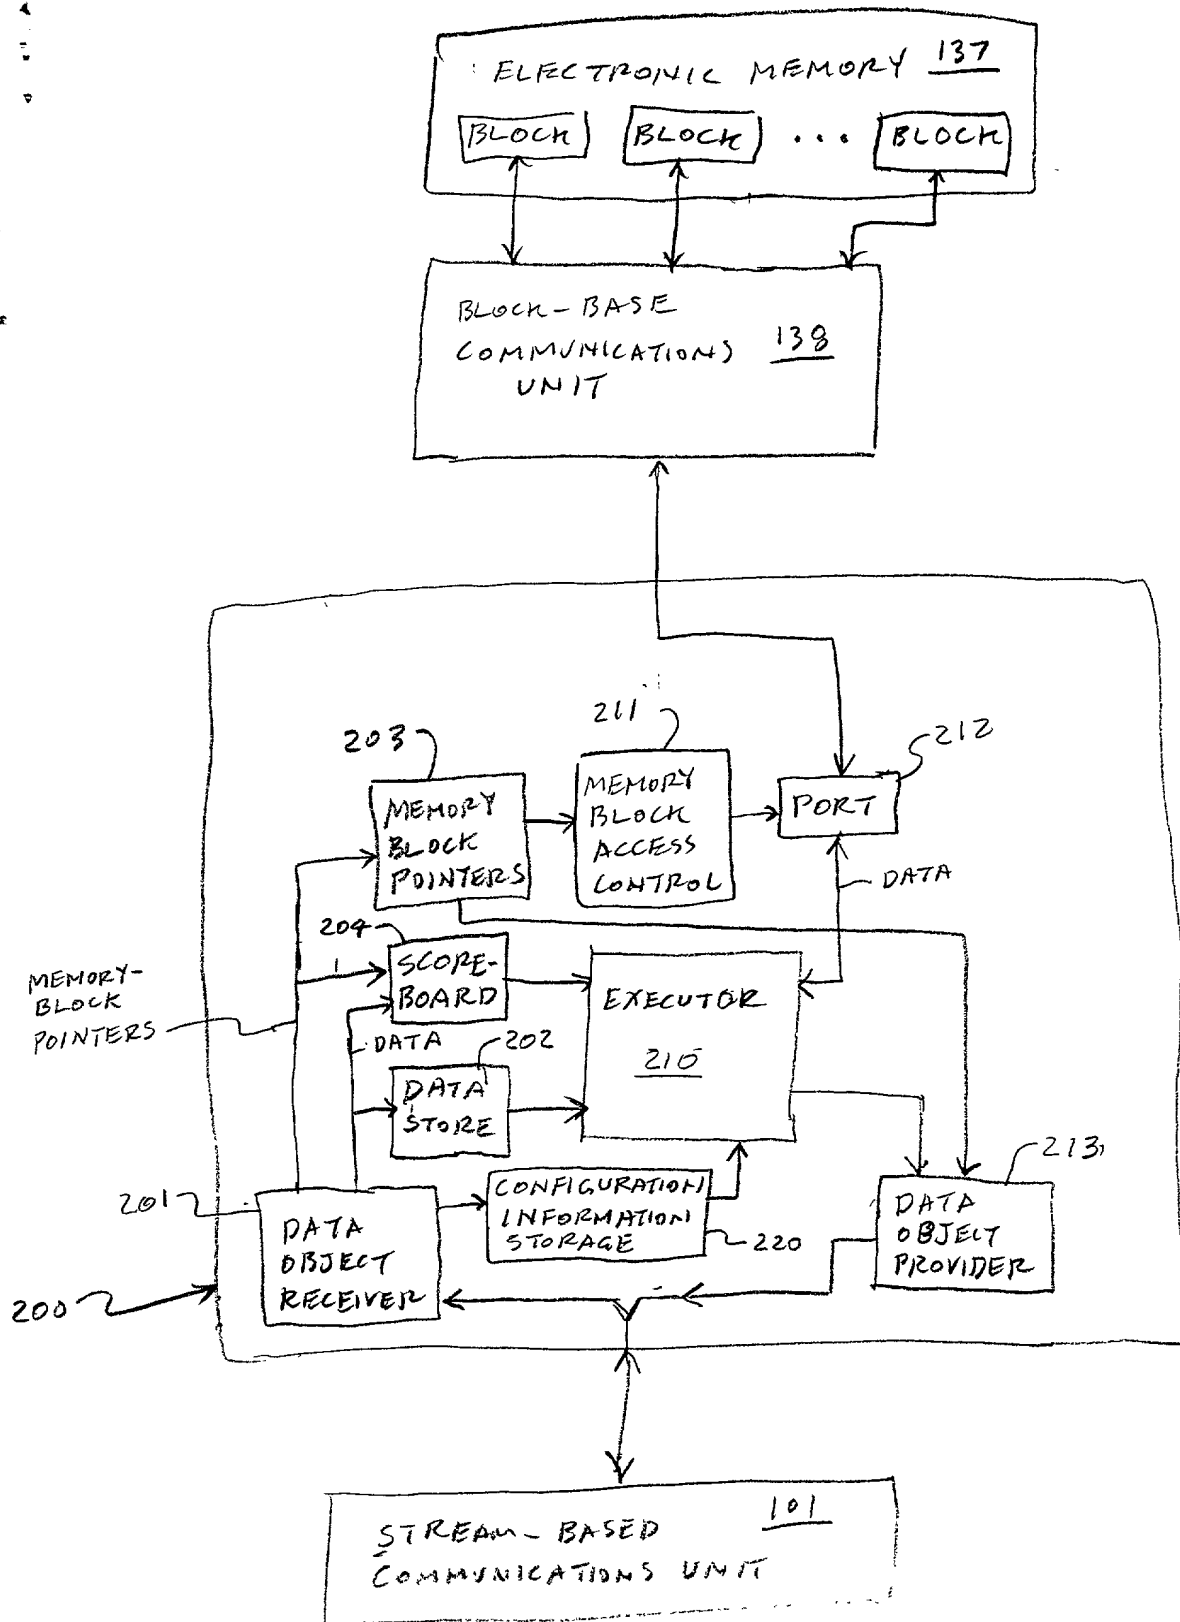 ELECTRONIC MEMORY 137
BLOCK BLOCK ... BLOCK
BLOCK-BASE
COMMUNICATIONS 138
UNIT
211
203
212
MEMORY
BLOCK
POINTERS
MEMORY
BLOCK
ACCESS
CONTROL
PORT
DATA
204
SCORE-
BOARD
MEMORY-
BLOCK
POINTERS
EXECUTOR
210
DATA
202
DATA
STORE
213
201
DATA
OBJECT
RECEIVER
CONFIGURATION
INFORMATION
STORAGE
220
DATA
OBJECT
PROVIDER
200
101
STREAM-BASED
COMMUNICATIONS UNIT